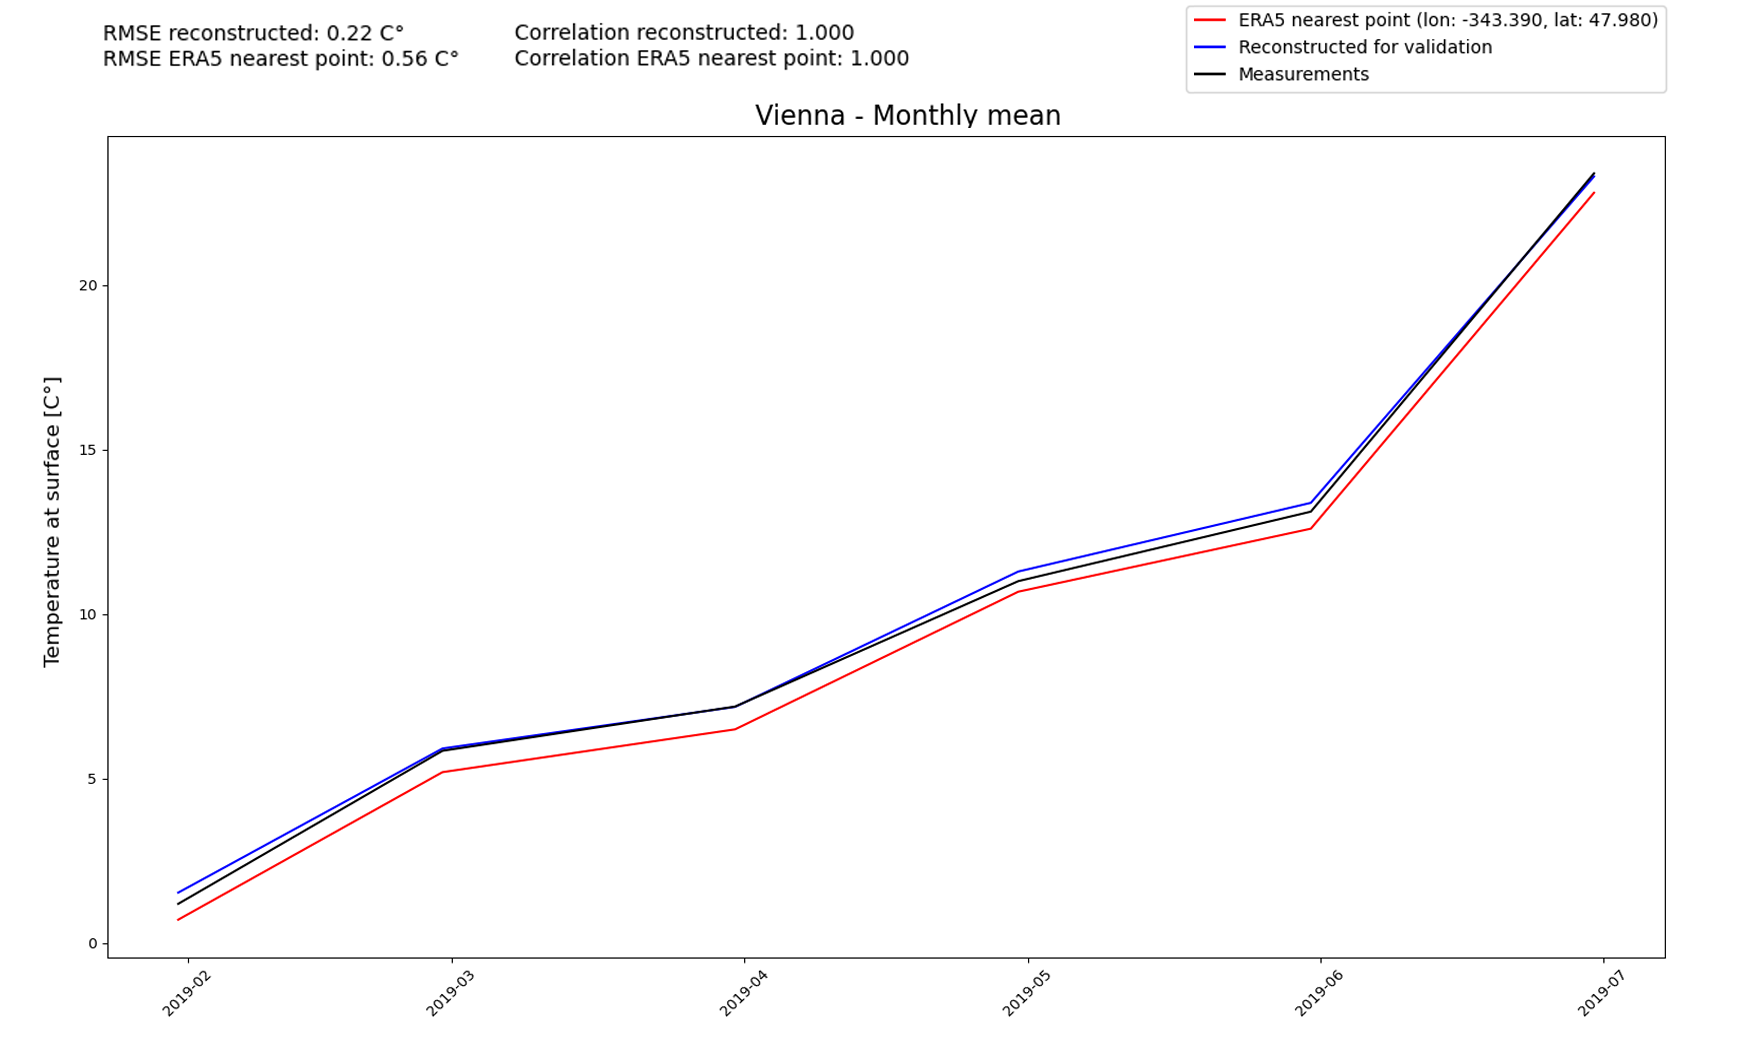 RMSE reconstructed: 0.22 C°
RMSE ERA5 nearest point: 0.56 C°
Correlation reconstructed: 1.000
Correlation ERA5 nearest point: 1.000
ERA5 nearest point (lon: -343.390, lat: 47.980)
Reconstructed for validation
Measurements
Vienna - Monthly mean
Temperature at surface [C°]
20
15
10
5
0
2019-02
2019-03
2019-04
2019-05
2019-06
2019-07